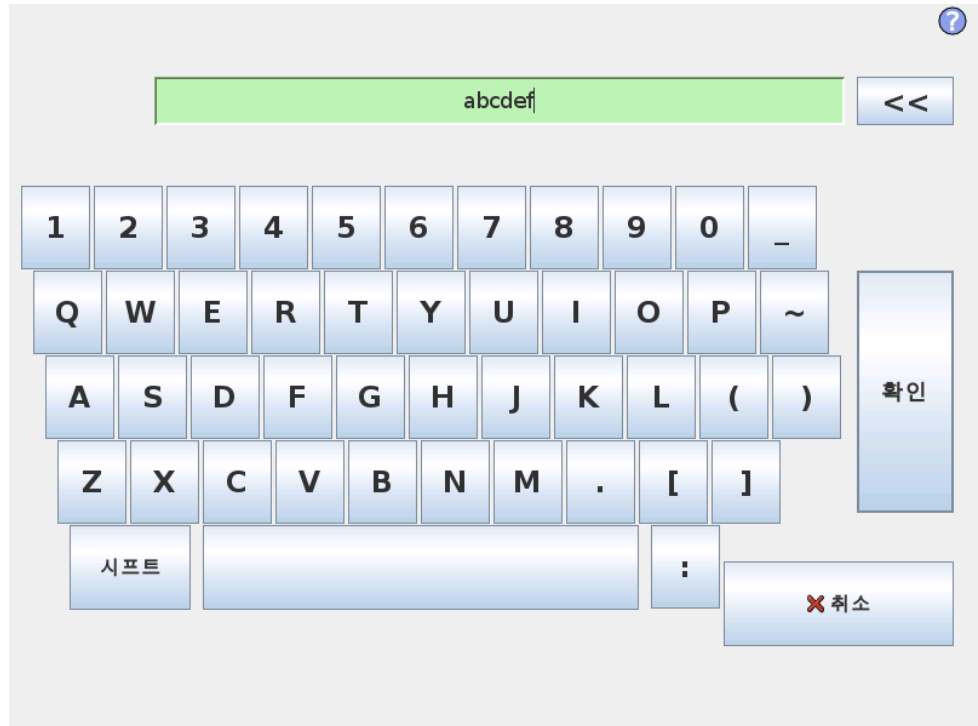 ?
abcdef <<
1 2 3 4 5 6 7 8 9 0 _
Q W E R T Y U I O P ~
A S D F G H J K L ( ) 확인
Z X C V B N M . [ ]
시프트 :
취소